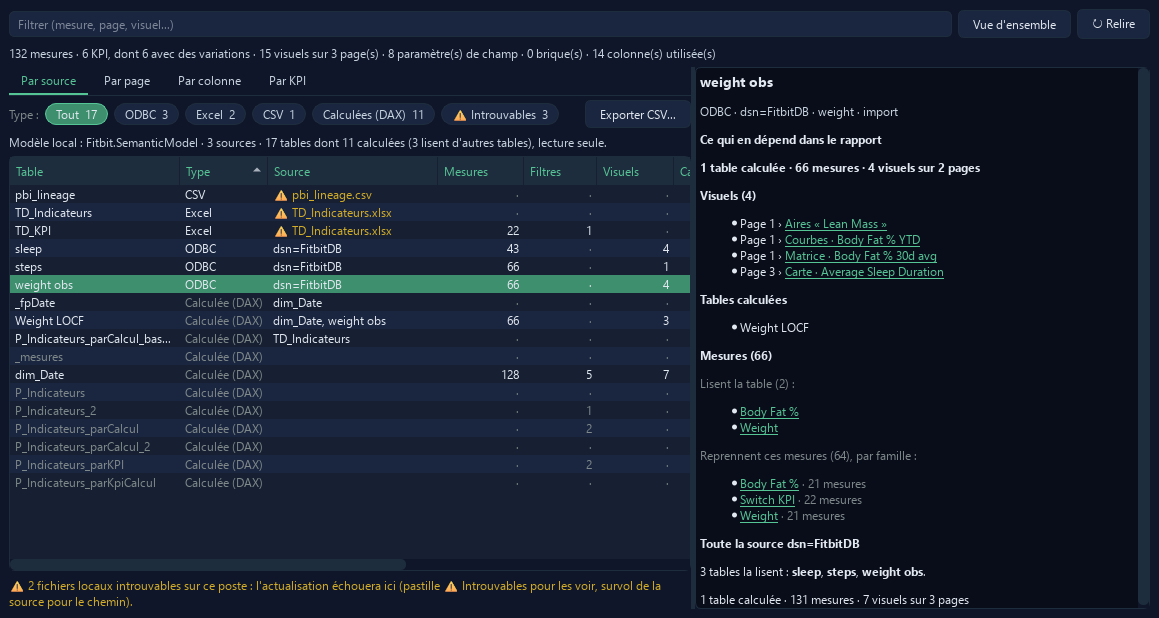 Filtrer (mesure, page, visuel...)
Vue d'ensemble
Relire
132 mesures · 6 KPI, dont 6 avec des variations · 15 visuels sur 3 page(s) · 8 paramètre(s) de champ · 0 brique(s) · 14 colonne(s) utilisée(s)
Par source Par page Par colonne Par KPI
Type : Tout 17 ODBC 3 Excel 2 CSV 1 Calculées (DAX) 11 ⚠ Introuvables 3 Exporter CSV...
Modèle local : Fitbit.SemanticModel · 3 sources · 17 tables dont 11 calculées (3 lisent d'autres tables), lecture seule.
Table Type Source Mesures Filtres Visuels Ca
pbi_lineage CSV ⚠ pbi_lineage.csv · · ·
TD_Indicateurs Excel ⚠ TD_Indicateurs.xlsx · · ·
TD_KPI Excel ⚠ TD_Indicateurs.xlsx 22 1 ·
sleep ODBC dsn=FitbitDB 43 · 4
steps ODBC dsn=FitbitDB 66 · 1
weight obs ODBC dsn=FitbitDB 66 · 4
_fpDate Calculée (DAX) dim_Date · · ·
Weight LOCF Calculée (DAX) dim_Date, weight obs 66 · 3
P_Indicateurs_parCalcul_bas... Calculée (DAX) TD_Indicateurs · · ·
_mesures Calculée (DAX) · · ·
dim_Date Calculée (DAX) 128 5 7
P_Indicateurs Calculée (DAX) · · ·
P_Indicateurs_2 Calculée (DAX) · 1 ·
P_Indicateurs_parCalcul Calculée (DAX) · 2 ·
P_Indicateurs_parCalcul_2 Calculée (DAX) · · ·
P_Indicateurs_parKPI Calculée (DAX) · 2 ·
P_Indicateurs_parKpiCalcul Calculée (DAX) · · ·
⚠ 2 fichiers locaux introuvables sur ce poste : l'actualisation échouera ici (pastille ⚠ Introuvables pour les voir, survol de la
source pour le chemin).
weight obs
ODBC · dsn=FitbitDB · weight · import
Ce qui en dépend dans le rapport
1 table calculée · 66 mesures · 4 visuels sur 2 pages
Visuels (4)
• Page 1 › Aires « Lean Mass »
• Page 1 › Courbes · Body Fat % YTD
• Page 1 › Matrice · Body Fat % 30d avg
• Page 3 › Carte · Average Sleep Duration
Tables calculées
• Weight LOCF
Mesures (66)
Lisent la table (2) :
• Body Fat %
• Weight
Reprennent ces mesures (64), par famille :
• Body Fat % · 21 mesures
• Switch KPI · 22 mesures
• Weight · 21 mesures
Toute la source dsn=FitbitDB
3 tables la lisent : sleep, steps, weight obs.
1 table calculée · 131 mesures · 7 visuels sur 3 pages